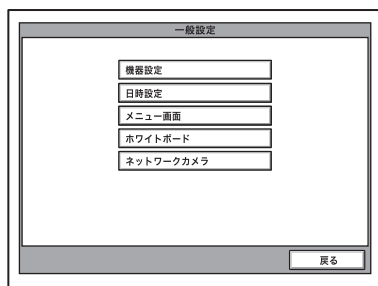 一般設定
機器設定
日時設定
メニュー画面
ホワイトボード
ネットワークカメラ
戻る